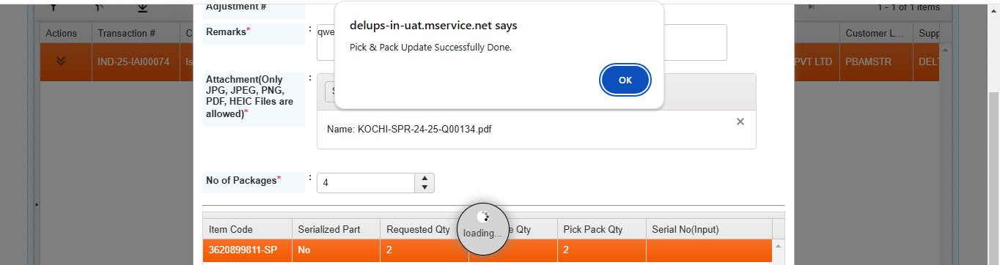 Adjustment #
1 - 1 of 1 items
delups-in-uat.mservice.net says
Pick & Pack Update Successfully Done.
OK
Actions Transaction # C Customer L... Supp
IND-25-IAI00074 Is PVT LTD PBAMSTR DELT
Remarks* : qwe
Attachment(Only :
JPG, JPEG, PNG,
PDF, HEIC Files are
allowed)*
Name: KOCHI-SPR-24-25-Q00134.pdf
No of Packages* : 4
loading...
Item Code Serialized Part Requested Qty e Qty Pick Pack Qty Serial No(Input)
3620899811-SP No 2 2